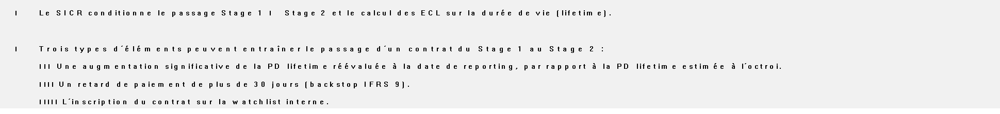 I Le SICR conditionne le passage Stage 1 I Stage 2 et le calcul des ECL sur la durée de vie (lifetime).
I Trois types d´éléments peuvent entraîner le passage d´un contrat du Stage 1 au Stage 2 :
III Une augmentation significative de la PD lifetime réévaluée à la date de reporting, par rapport à la PD lifetime estimée à l´octroi.
IIII Un retard de paiement de plus de 30 jours (backstop IFRS 9).
IIIII L´inscription du contrat sur la watchlist interne.